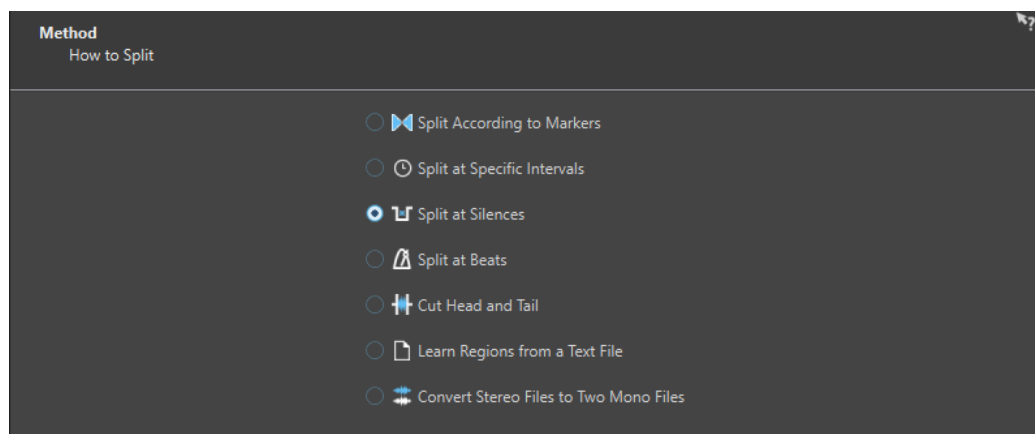 Method
How to Split
Split According to Markers
Split at Specific Intervals
Split at Silences
Split at Beats
Cut Head and Tail
Learn Regions from a Text File
Convert Stereo Files to Two Mono Files